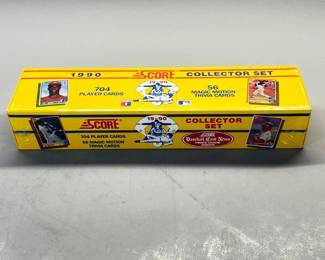 1990
SCORE
1990
COLLECTOR SET
704
PLAYER CARDS
56
MAGIC MOTION
TRIVIA CARDS
SCORE
704 PLAYER CARDS
56 MAGIC MOTION
TRIVIA CARDS
1990
COLLECTOR
SET
Baseball Card News